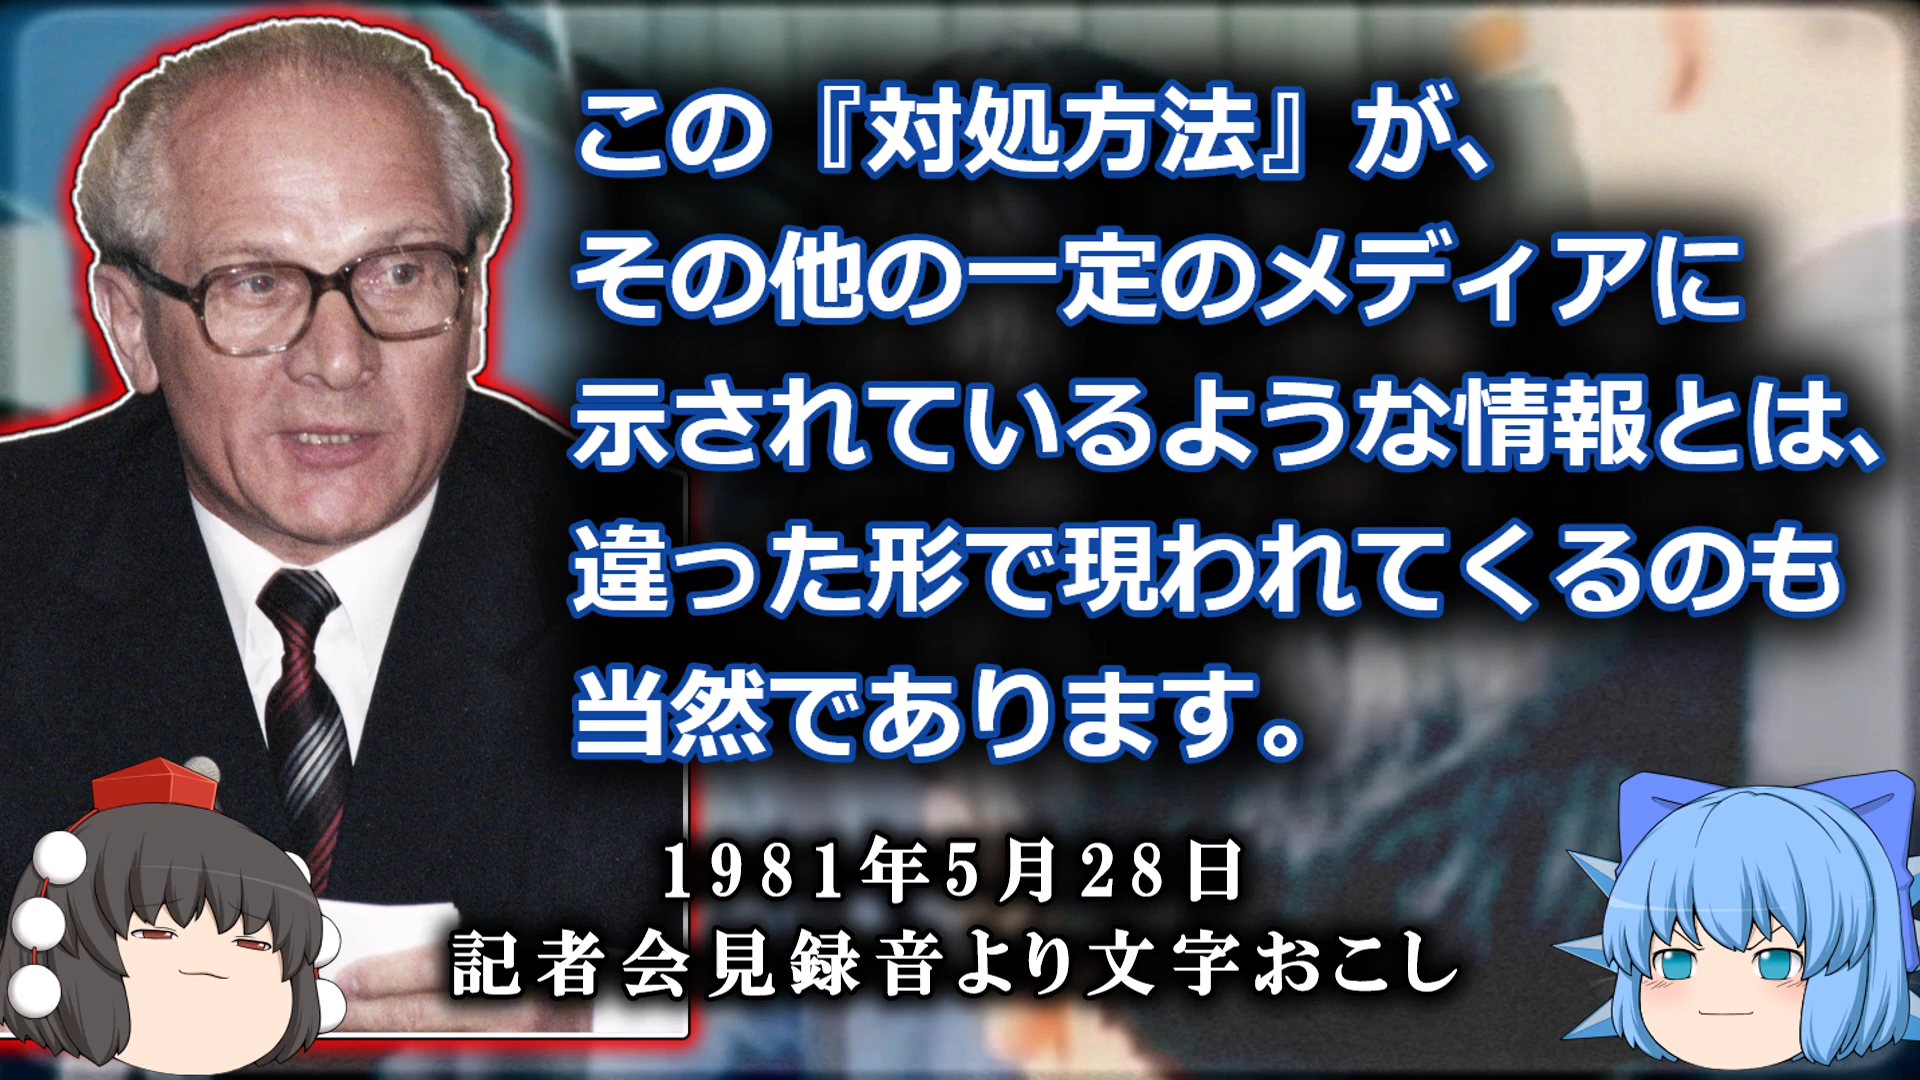 この『対処方法』が、
その他の一定のメディアに
示されているような情報とは、
違った形で現われてくるのも
当然であります。
1981年5月28日
記者会見録音より文字おこし